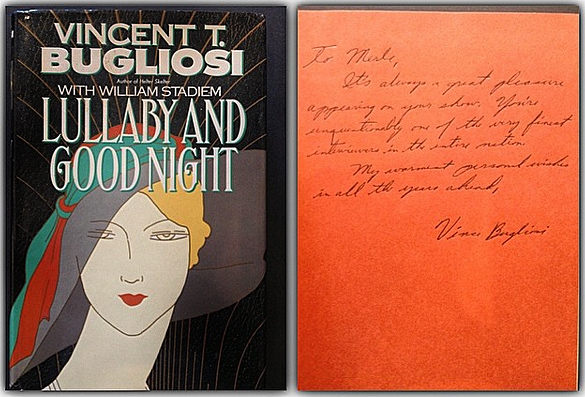 VINCENT T.
BUGLIOSI
Author of Helter Skelter
WITH WILLIAM STADIEM
LULLABY AND
GOOD NIGHT
To Merle,
It's always a great pleasure
appearing on your show. You're
unquestionably one of the very finest
interviewers in the entire nation.
My warmest personal wishes
in all the years ahead,
Vince Bugliosi